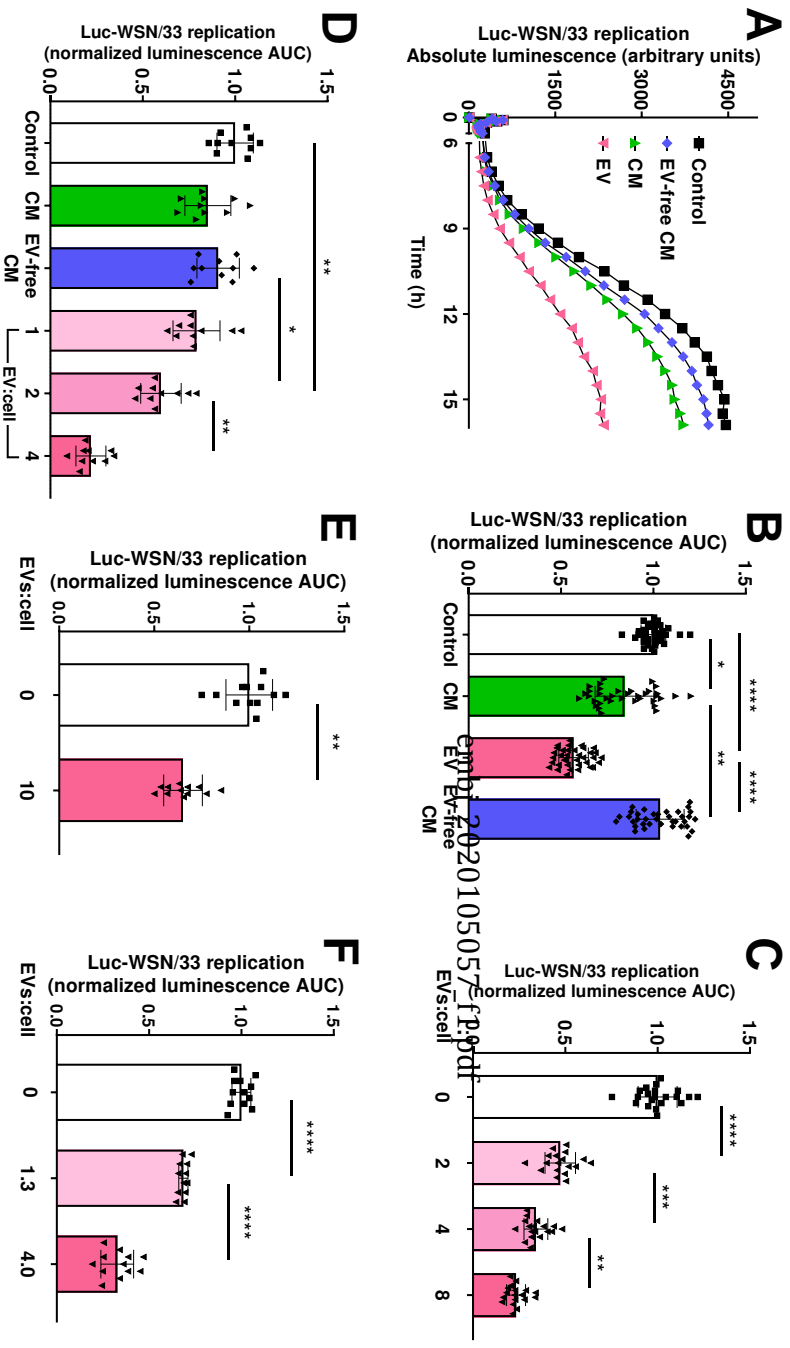 A
Luc-WSN/33 replication
Absolute luminescence (arbitrary units)
4500
3000
1500
0
0
6
9
12
15
Time (h)
Control
EV-free CM
CM
EV
B
Luc-WSN/33 replication
(normalized luminescence AUC)
1.5
1.0
0.5
0.0
Control
CM
EV
EV-free
CM
*
****
**
****
C
Luc-WSN/33 replication
(normalized luminescence AUC)
1.5
1.0
0.5
0.0
EVs:cell
0
2
4
8
****
***
**
embj2020105057_f1.pdf
D
Luc-WSN/33 replication
(normalized luminescence AUC)
1.5
1.0
0.5
0.0
Control
CM
EV-free
CM
1
2
4
EV:cell
**
*
**
E
Luc-WSN/33 replication
(normalized luminescence AUC)
1.5
1.0
0.5
0.0
EVs:cell
0
10
**
F
Luc-WSN/33 replication
(normalized luminescence AUC)
1.5
1.0
0.5
0.0
EVs:cell
0
1.3
4.0
****
****